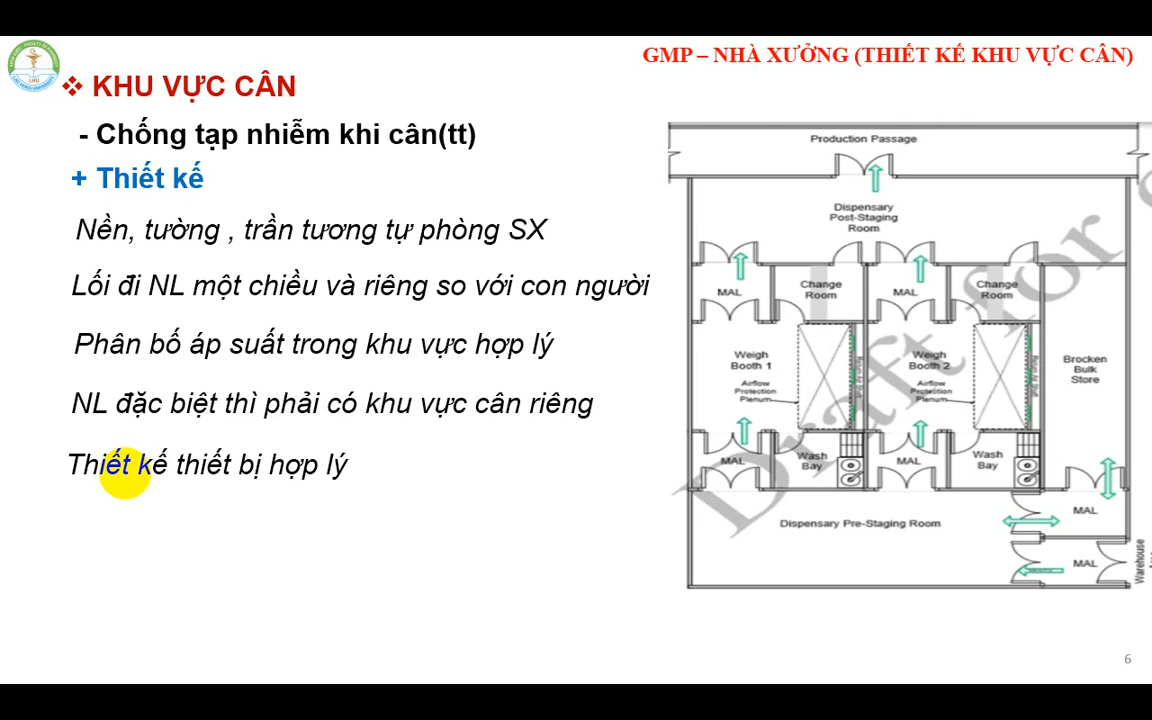 GMP – NHÀ XƯỞNG (THIẾT KẾ KHU VỰC CÂN)
❖ KHU VỰC CÂN
- Chống tạp nhiễm khi cân(tt)
+ Thiết kế
Nền, tường , trần tương tự phòng SX
Lối đi NL một chiều và riêng so với con người
Phân bố áp suất trong khu vực hợp lý
NL đặc biệt thì phải có khu vực cân riêng
Thiết kế thiết bị hợp lý
Production Passage
Dispensary
Post-Staging
Room
MAL
Change
Room
MAL
Change
Room
Weigh
Booth 1
Airflow
Protection
Plenum
Weigh
Booth 2
Airflow
Protection
Plenum
Brocken
Bulk
Store
MAL
Wash
Bay
MAL
Wash
Bay
MAL
Dispensary Pre-Staging Room
MAL
Warehouse
Draft for
6